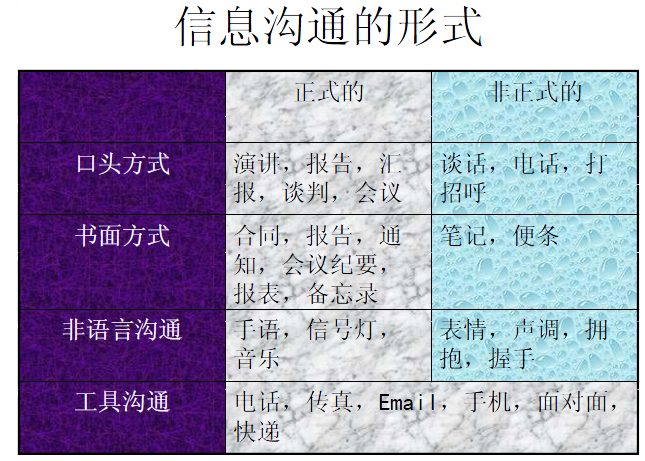 信息沟通的形式
正式的
非正式的
口头方式
演讲，报告，汇
报，谈判，会议
谈话，电话，打
招呼
书面方式
合同，报告，通
知，会议纪要，
报表，备忘录
笔记，便条
非语言沟通
手语，信号灯，
音乐
表情，声调，拥
抱，握手
工具沟通
电话，传真，Email，手机，面对面，
快递